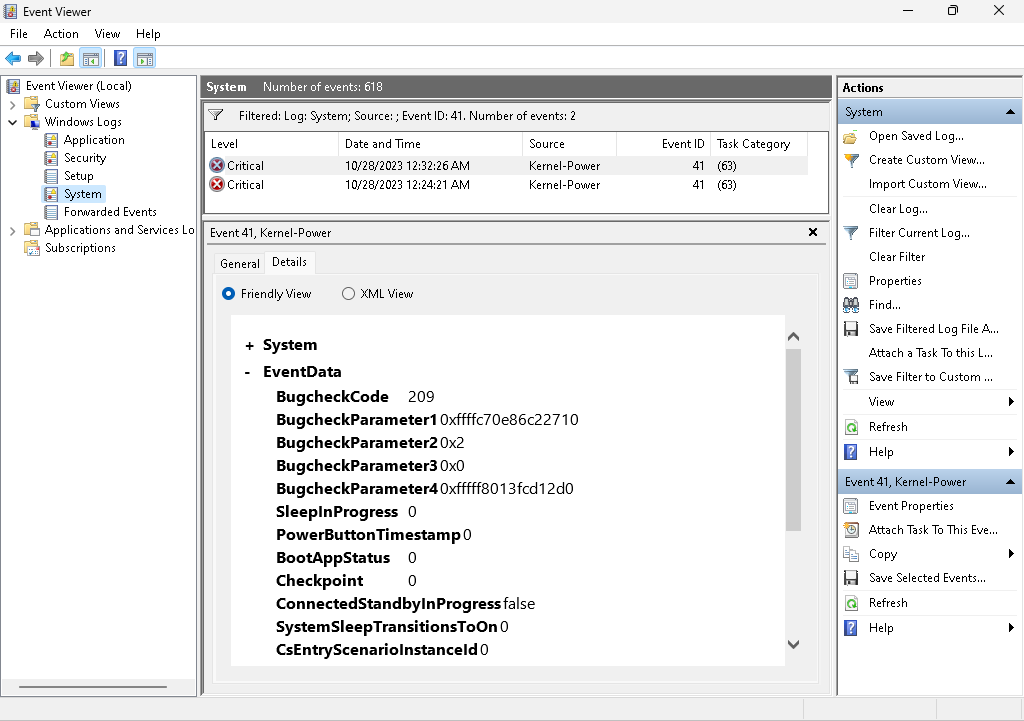 Event Viewer
File Action View Help
Event Viewer (Local)
Custom Views
Windows Logs
Application
Security
Setup
System
Forwarded Events
Applications and Services Lo
Subscriptions
System Number of events: 618
Filtered: Log: System; Source: ; Event ID: 41. Number of events: 2
Level Date and Time Source Event ID Task Category
Critical 10/28/2023 12:32:26 AM Kernel-Power 41 (63)
Critical 10/28/2023 12:24:21 AM Kernel-Power 41 (63)
Event 41, Kernel-Power
General Details
Friendly View XML View
+ System
- EventData
BugcheckCode 209
BugcheckParameter1 0xffffc70e86c22710
BugcheckParameter2 0x2
BugcheckParameter3 0x0
BugcheckParameter4 0xfffff8013fcd12d0
SleepInProgress 0
PowerButtonTimestamp 0
BootAppStatus 0
Checkpoint 0
ConnectedStandbyInProgress false
SystemSleepTransitionsToOn 0
CsEntryScenarioInstanceId 0
Actions
System
Open Saved Log...
Create Custom View...
Import Custom View...
Clear Log...
Filter Current Log...
Clear Filter
Properties
Find...
Save Filtered Log File A...
Attach a Task To this L...
Save Filter to Custom ...
View
Refresh
Help
Event 41, Kernel-Power
Event Properties
Attach Task To This Eve...
Copy
Save Selected Events...
Refresh
Help